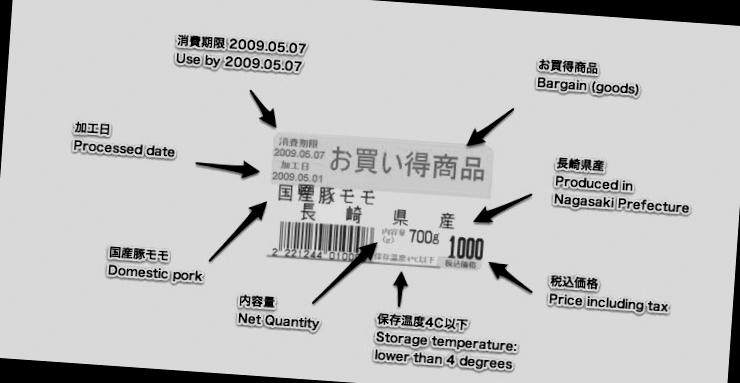 消費期限 2009.05.07
Use by 2009.05.07
お買得商品
Bargain (goods)
加工日
Processed date
長崎県産
Produced in
Nagasaki Prefecture
国産豚モモ
Domestic pork
内容量
Net Quantity
保存温度4C以下
Storage temperature:
lower than 4 degrees
税込価格
Price including tax
消費期限
2009.05.07
加工日
2009.05.01
お買い得商品
国産豚モモ
長崎県産
内容量
(g)
700g
1000
2 221244 0100
保存温度4℃以下
税込価格